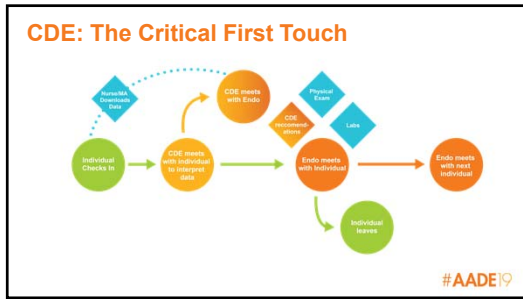 CDE: The Critical First Touch
Nurse/MA
Downloads
Data
CDE meets
with Endo
Physical
Exam
CDE
recommend-
ations
Labs
Individual
Checks In
CDE meets
with individual
to interpret
data
Endo meets
with Individual
Endo meets
with next
individual
Individual
leaves
#AADE19